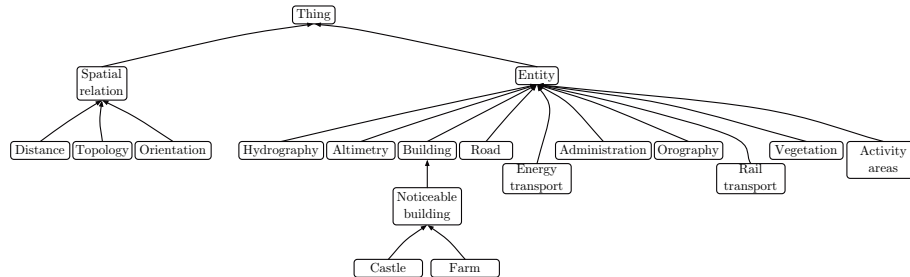 Thing
Spatial
relation
Entity
Distance
Topology
Orientation
Hydrography
Altimetry
Building
Road
Energy
transport
Administration
Orography
Rail
transport
Vegetation
Activity
areas
Noticeable
building
Castle
Farm